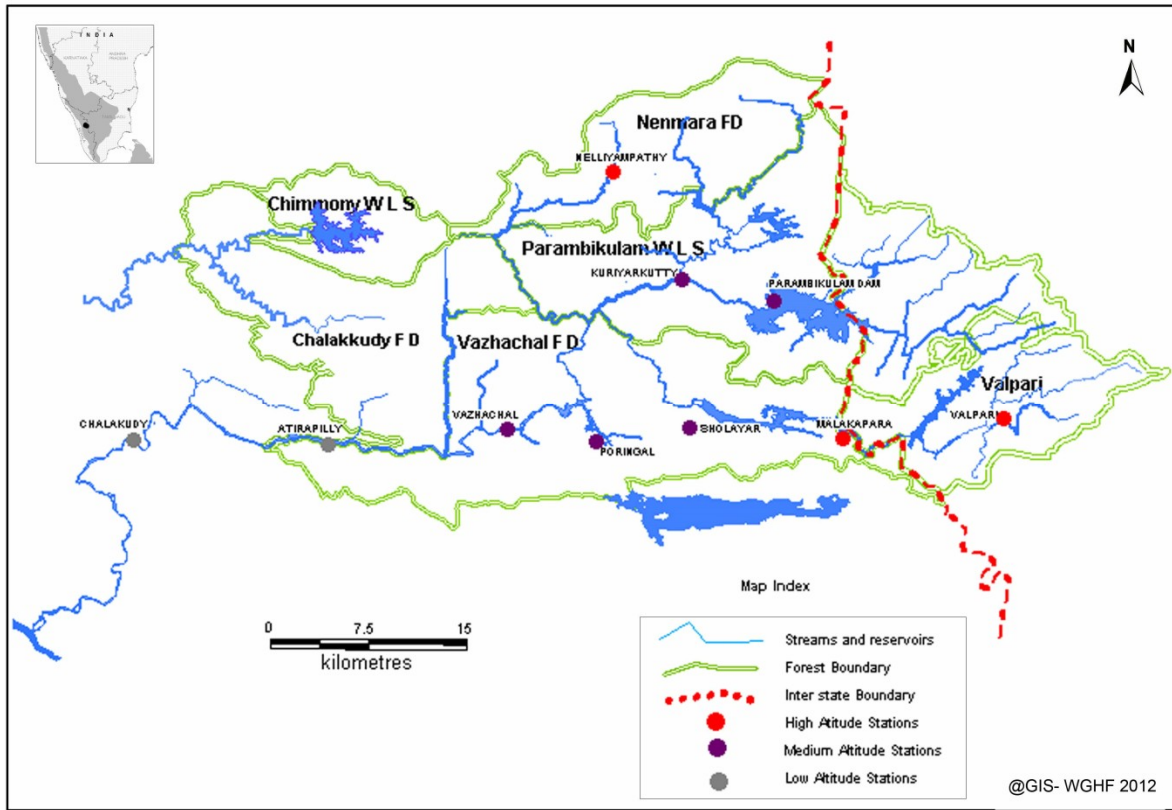 INDIA
N
Nenmara FD
NELLIYAMPATHY
Chimmony W L S
Parambikulam W L S
KURIYARKUTTY
PARAMBIKULAM DAM
Chalakkudy F D
Vazhachal F D
Valpari
CHALAKUDY
ATIRAPILLY
VAZHACHAL
PORINGAL
SHOLAYAR
MALAKAPARA
VALPARI
Map Index
0 7.5 15
kilometres
Streams and reservoirs
Forest Boundary
Inter state Boundary
High Atitude Stations
Medium Altitude Stations
Low Altitude Stations
@GIS- WGHF 2012